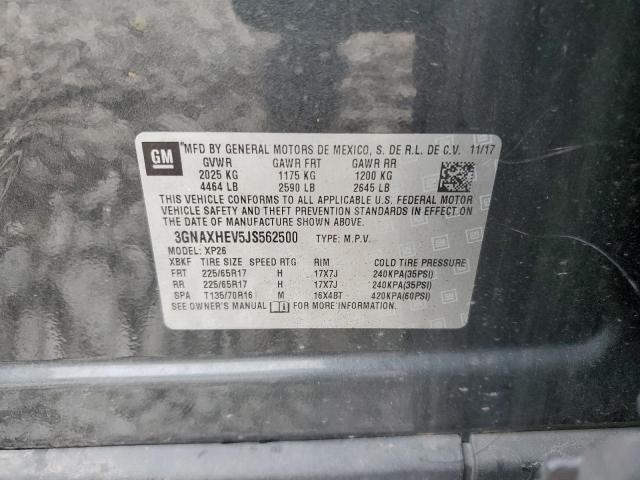 GM
*MFD BY GENERAL MOTORS DE MEXICO, S. DE R.L. DE C.V. 11/17
GVWR GAWR FRT GAWR RR
2025 KG 1175 KG 1200 KG
4464 LB 2590 LB 2645 LB
THIS VEHICLE CONFORMS TO ALL APPLICABLE U.S. FEDERAL MOTOR
VEHICLE SAFETY AND THEFT PREVENTION STANDARDS IN EFFECT ON THE
DATE OF MANUFACTURE SHOWN ABOVE.
3GNAXHEV5JS562500 TYPE: M.P.V.
MODEL: XP26
XBKF TIRE SIZE SPEED RTG RIM COLD TIRE PRESSURE
FRT 225/65R17 H 17X7J 240KPA(35PSI)
RR 225/65R17 H 17X7J 240KPA(35PSI)
SPA T135/70R16 M 16X4BT 420KPA(60PSI)
SEE OWNER'S MANUAL FOR MORE INFORMATION.